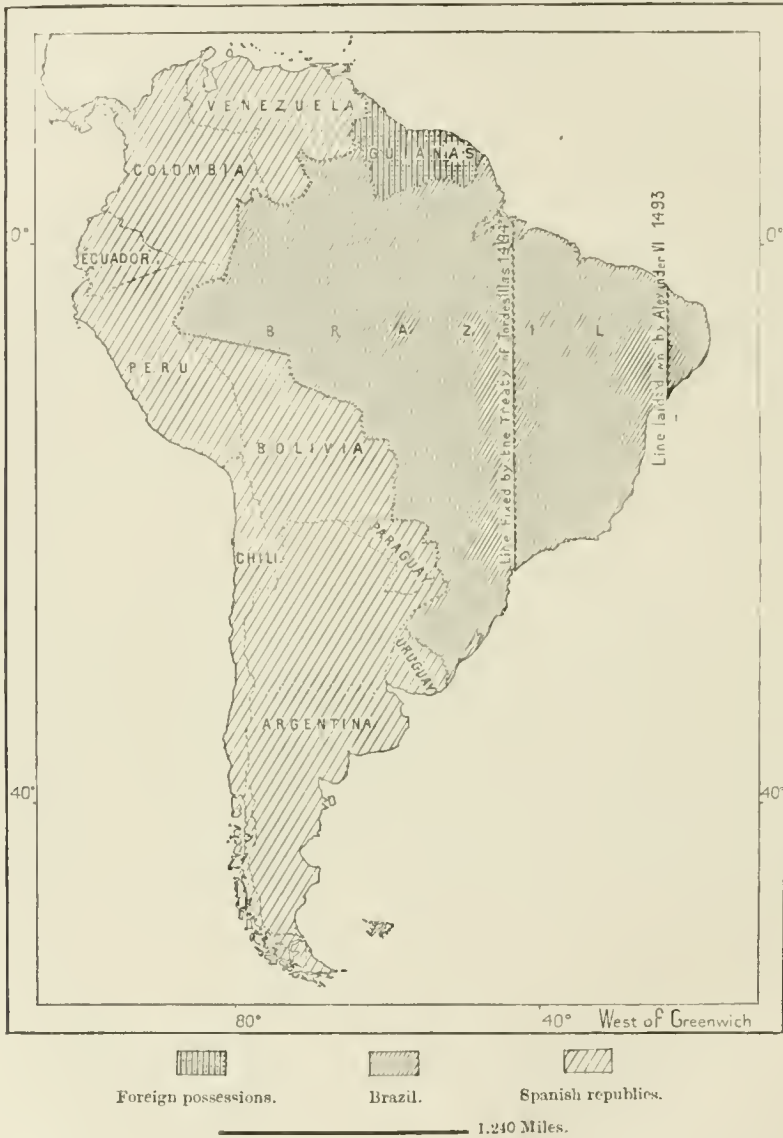 VENEZUELA
GUIANAS
COLOMBIA
0°
0°
ECUADOR
BRAZIL
PERU
BOLIVIA
Line Fixed by the Treaty of Tordesillas 1494
Line laid down by Alexander VI 1493
CHILI
PARAGUAY
URUGUAY
ARGENTINA
40°
40°
80°
40°
West of Greenwich
Foreign possessions.
Brazil.
Spanish republics.
1,240 Miles.